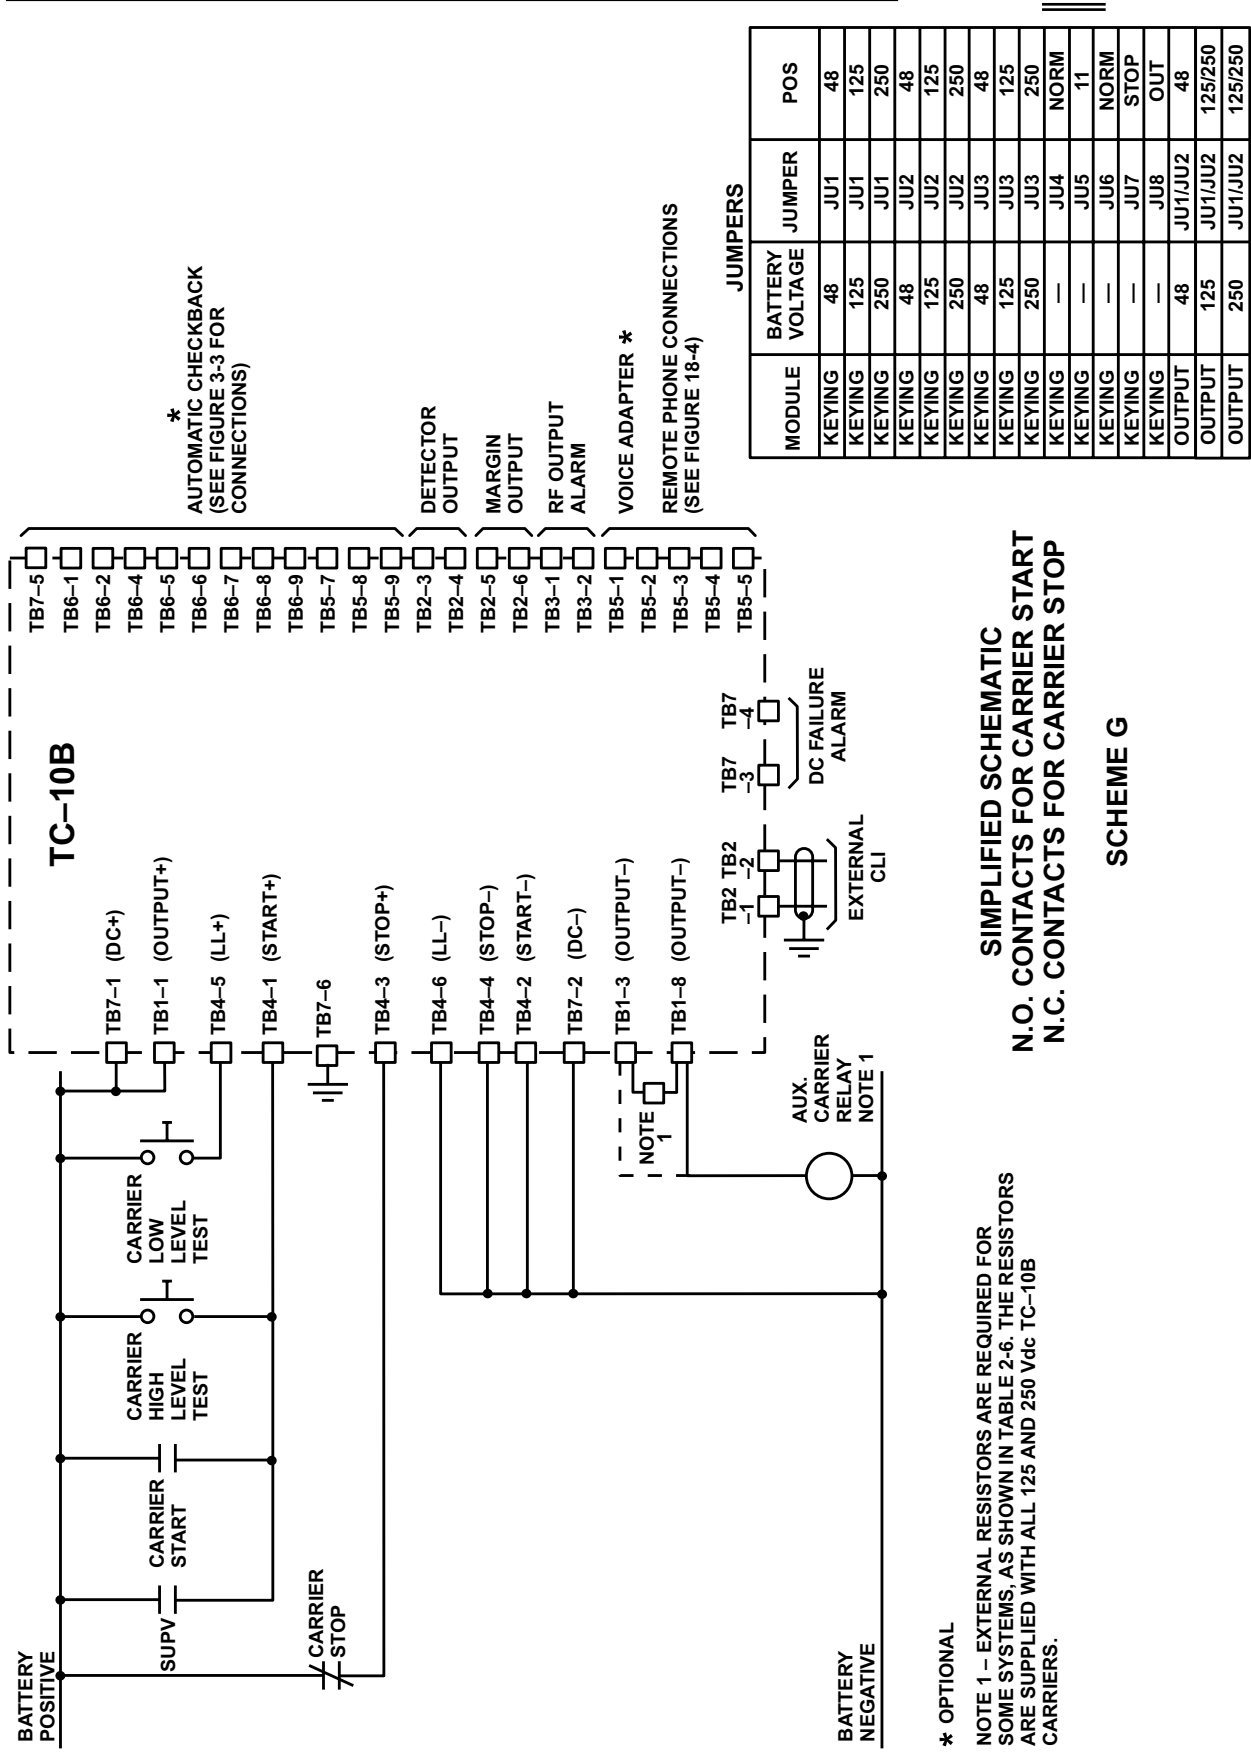 BATTERY
POSITIVE
SUPV
CARRIER
START
CARRIER
HIGH
LEVEL
TEST
CARRIER
LOW
LEVEL
TEST
CARRIER
STOP
TC–10B
TB7–1 (DC+)
TB1–1 (OUTPUT+)
TB4–5 (LL+)
TB4–1 (START+)
TB7–6
TB4–3 (STOP+)
TB4–6 (LL–)
TB4–4 (STOP–)
TB4–2 (START–)
TB7–2 (DC–)
TB1–3 (OUTPUT–)
TB1–8 (OUTPUT–)
NOTE
1
AUX.
CARRIER
RELAY
NOTE 1
BATTERY
NEGATIVE
TB2
–1
TB2
–2
EXTERNAL
CLI
TB7
–3
TB7
–4
DC FAILURE
ALARM
TB7–5
TB6–1
TB6–2
TB6–4
TB6–5
TB6–6
TB6–7
TB6–8
TB6–9
TB5–7
TB5–8
TB5–9
TB2–3
TB2–4
TB2–5
TB2–6
TB3–1
TB3–2
TB5–1
TB5–2
TB5–3
TB5–4
TB5–5
*
AUTOMATIC CHECKBACK
(SEE FIGURE 3-3 FOR
CONNECTIONS)
DETECTOR
OUTPUT
MARGIN
OUTPUT
RF OUTPUT
ALARM
VOICE ADAPTER *
REMOTE PHONE CONNECTIONS
(SEE FIGURE 18-4)
* OPTIONAL
NOTE 1 – EXTERNAL RESISTORS ARE REQUIRED FOR
SOME SYSTEMS, AS SHOWN IN TABLE 2-6. THE RESISTORS
ARE SUPPLIED WITH ALL 125 AND 250 Vdc TC–10B
CARRIERS.
SIMPLIFIED SCHEMATIC
N.O. CONTACTS FOR CARRIER START
N.C. CONTACTS FOR CARRIER STOP
SCHEME G
JUMPERS
MODULE BATTERY VOLTAGE JUMPER POS
KEYING 48 JU1 48
KEYING 125 JU1 125
KEYING 250 JU1 250
KEYING 48 JU2 48
KEYING 125 JU2 125
KEYING 250 JU2 250
KEYING 48 JU3 48
KEYING 125 JU3 125
KEYING 250 JU3 250
KEYING — JU4 NORM
KEYING — JU5 11
KEYING — JU6 NORM
KEYING — JU7 STOP
KEYING — JU8 OUT
OUTPUT 48 JU1/JU2 48
OUTPUT 125 JU1/JU2 125/250
OUTPUT 250 JU1/JU2 125/250